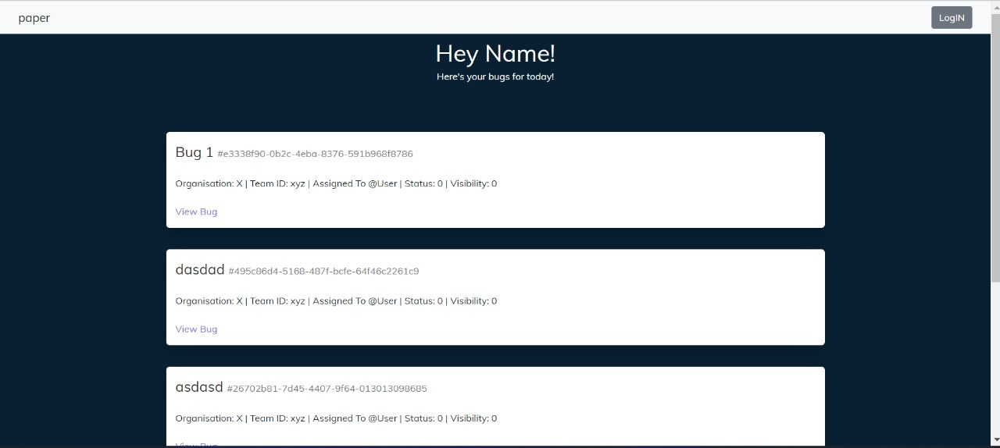 paper
LogIN
Hey Name!
Here's your bugs for today!
Bug 1 #e3338f90-0b2c-4eba-8376-591b968f8786
Organisation: X | Team ID: xyz | Assigned To @User | Status: 0 | Visibility: 0
View Bug
dasdad #495c86d4-5168-487f-bcfe-64f46c2261c9
Organisation: X | Team ID: xyz | Assigned To @User | Status: 0 | Visibility: 0
View Bug
asdasd #26702b81-7d45-4407-9f64-013013098685
Organisation: X | Team ID: xyz | Assigned To @User | Status: 0 | Visibility: 0
View Bug